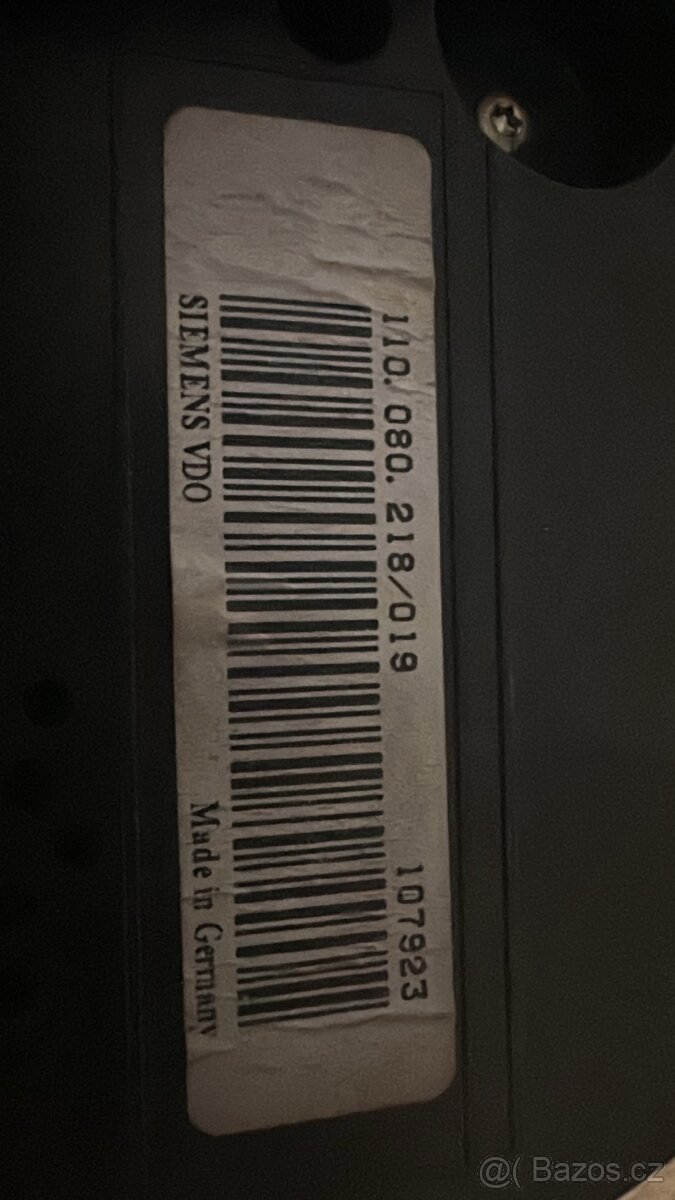 110.080.218/019 107923
SIEMENS VDO Made in Germany
@( Bazos.cz